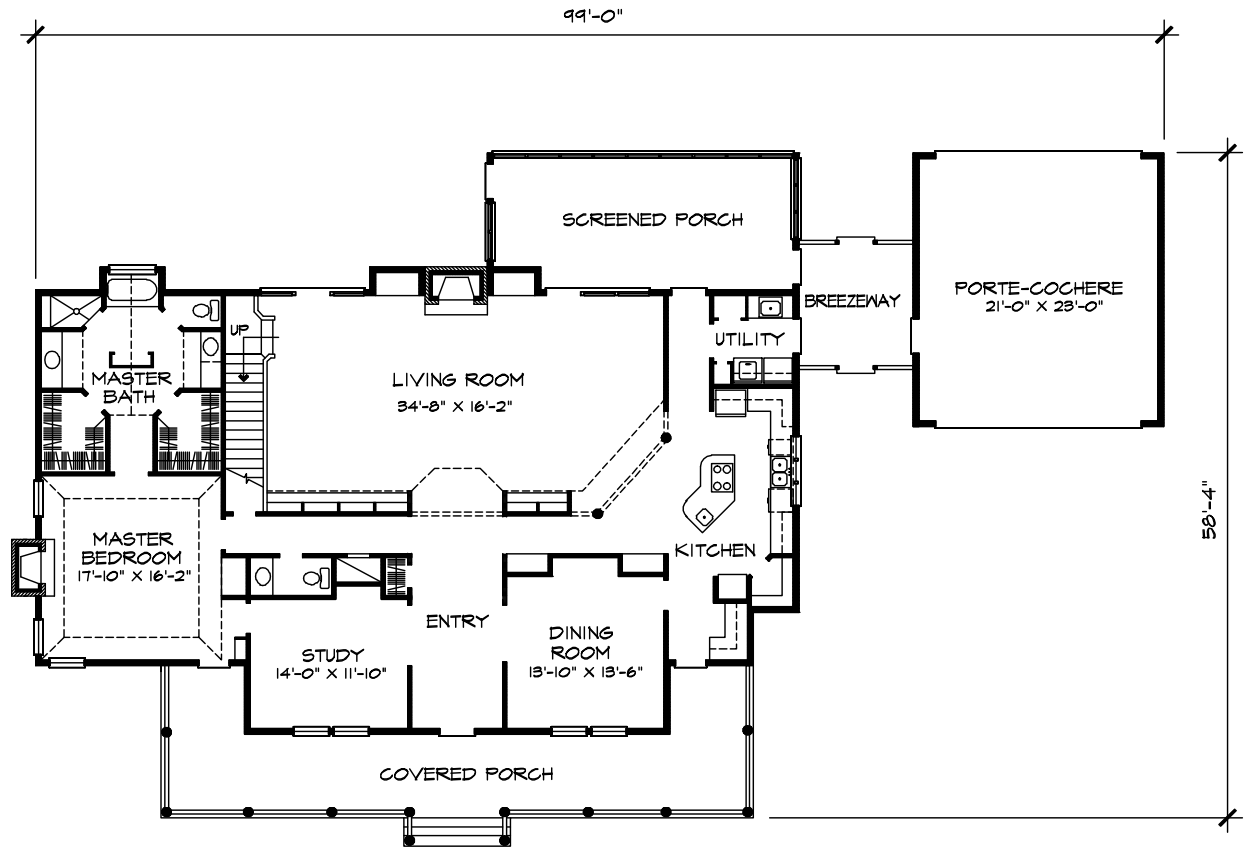 99'-0"
SCREENED PORCH
BREEZEWAY
PORTE-COCHERE
21'-0" X 23'-0"
UP
UTILITY
MASTER
BATH
LIVING ROOM
34'-8" X 16'-2"
58'-4"
MASTER
BEDROOM
17'-10" X 16'-2"
KITCHEN
ENTRY
STUDY
14'-0" X 11'-10"
DINING
ROOM
13'-10" X 13'-6"
COVERED PORCH